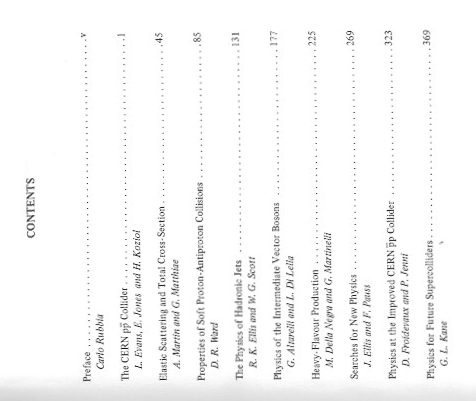 CONTENTS
Preface . . . . . . . . . . . . . . . . . . . . . . . . . . . . . . . . . . . . v
Carlo Rubbia
The CERN pp̄ Collider . . . . . . . . . . . . . . . . . . . . . . . . . . . . . 1
L. Evans, E. Jones and H. Koziol
Elastic Scattering and Total Cross-Section . . . . . . . . . . . . . . . . . . 45
A. Martin and G. Matthiae
Properties of Soft Proton-Antiproton Collisions . . . . . . . . . . . . . . . 85
D. R. Ward
The Physics of Hadronic Jets . . . . . . . . . . . . . . . . . . . . . . . . 131
R. K. Ellis and W. G. Scott
Physics of the Intermediate Vector Bosons . . . . . . . . . . . . . . . . . 177
G. Altarelli and L. Di Lella
Heavy-Flavour Production . . . . . . . . . . . . . . . . . . . . . . . . . . 225
M. Della Negra and G. Martinelli
Searches for New Physics . . . . . . . . . . . . . . . . . . . . . . . . . . 269
J. Ellis and F. Pauss
Physics at the Improved CERN p̄p Collider . . . . . . . . . . . . . . . . . . 323
D. Froidevaux and P. Jenni
Physics for Future Supercolliders . . . . . . . . . . . . . . . . . . . . . . 369
G. L. Kane